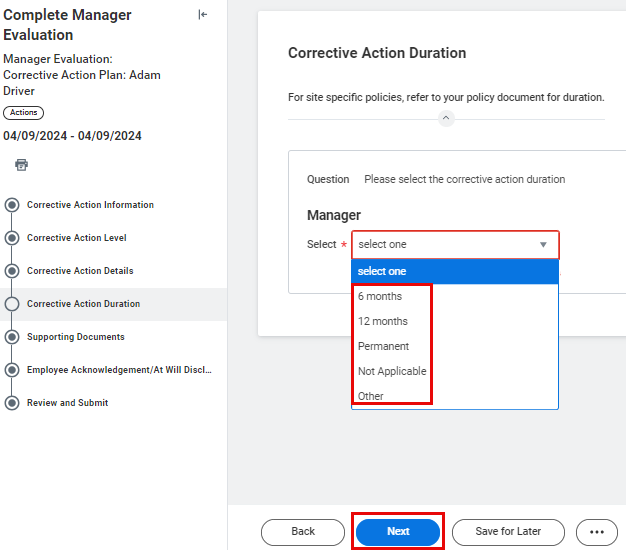 Complete Manager
Evaluation
Manager Evaluation:
Corrective Action Plan: Adam
Driver
Actions
04/09/2024 - 04/09/2024
Corrective Action Information
Corrective Action Level
Corrective Action Details
Corrective Action Duration
Supporting Documents
Employee Acknowledgement/At Will Discl...
Review and Submit
Corrective Action Duration
For site specific policies, refer to your policy document for duration.
Question Please select the corrective action duration
Manager
Select * select one
select one
6 months
12 months
Permanent
Not Applicable
Other
Back Next Save for Later